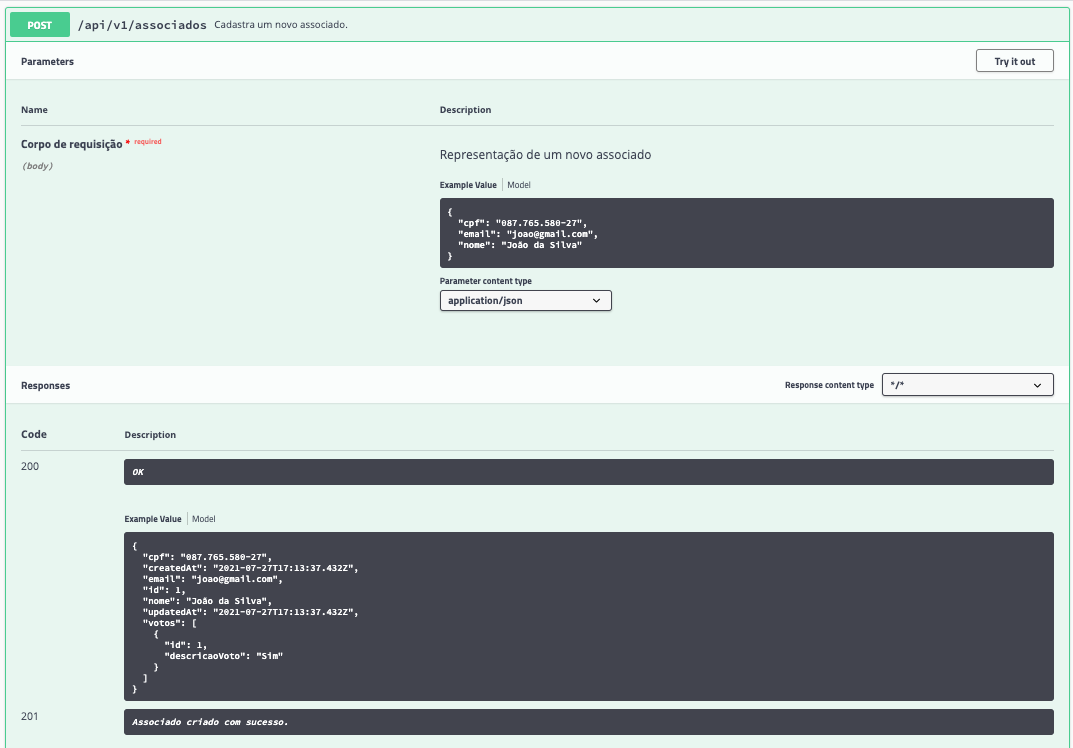 POST /api/v1/associados Cadastra um novo associado.
Parameters Try it out
Name Description
Corpo de requisição * required
(body)
Representação de um novo associado
Example Value Model
{
"cpf": "087.765.580-27",
"email": "joao@gmail.com",
"nome": "João da Silva"
}
Parameter content type
application/json
Responses Response content type */*
Code Description
200 OK
Example Value Model
{
"cpf": "087.765.580-27",
"createdAt": "2021-07-27T17:13:37.432Z",
"email": "joao@gmail.com",
"id": 1,
"nome": "João da Silva",
"updatedAt": "2021-07-27T17:13:37.432Z",
"votos": [
{
"id": 1,
"descricaoVoto": "Sim"
}
]
}
201 Associado criado com sucesso.